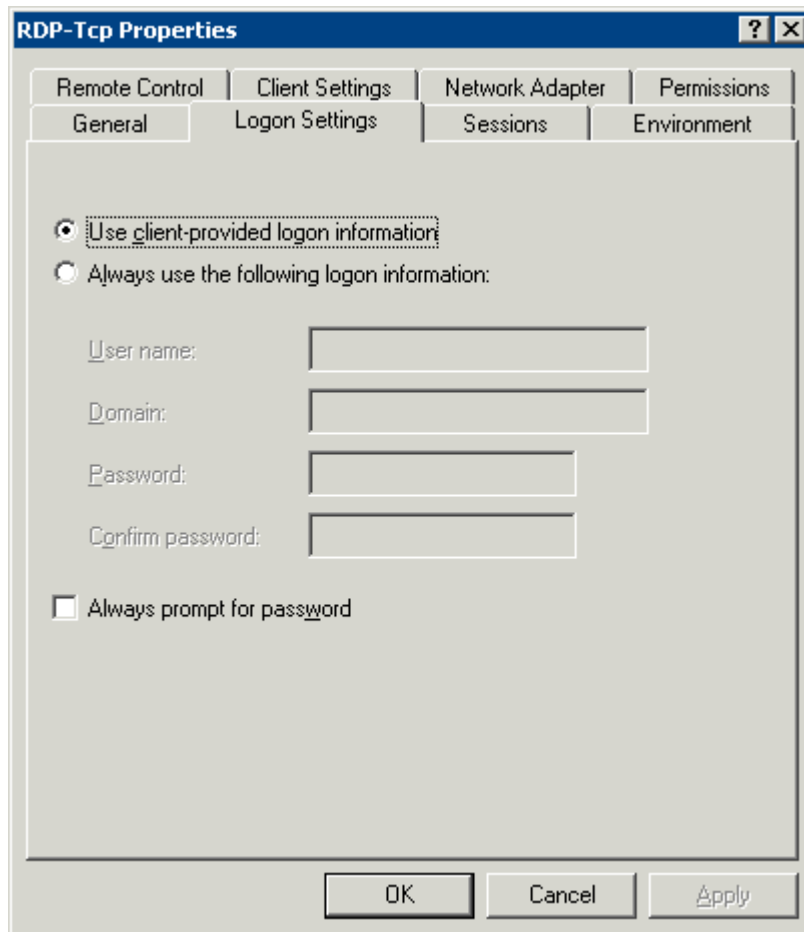 RDP-Tcp Properties
Remote Control Client Settings Network Adapter Permissions
General Logon Settings Sessions Environment
Use client-provided logon information
Always use the following logon information:
User name:
Domain:
Password:
Confirm password:
Always prompt for password
OK Cancel Apply